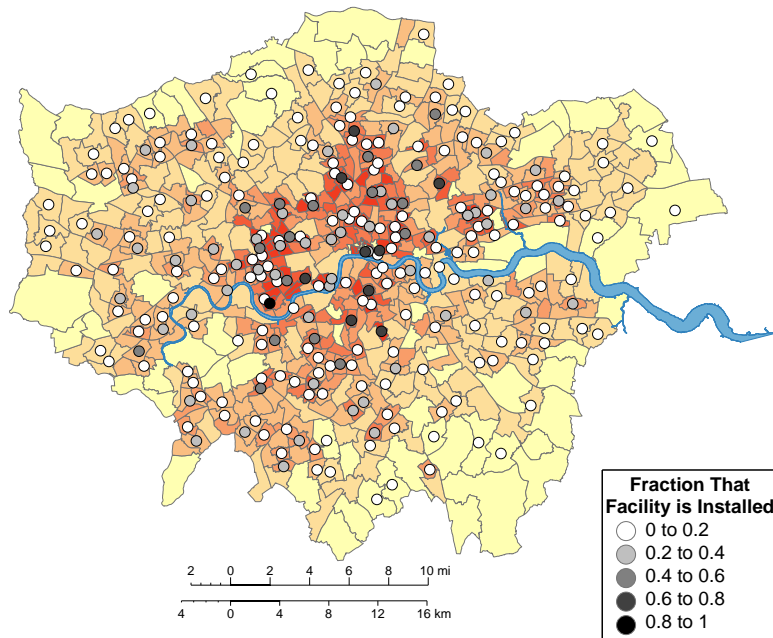 Fraction That
Facility is Installed
0 to 0.2
0.2 to 0.4
0.4 to 0.6
0.6 to 0.8
0.8 to 1
2 0 2 4 6 8 10 mi
4 0 4 8 12 16 km